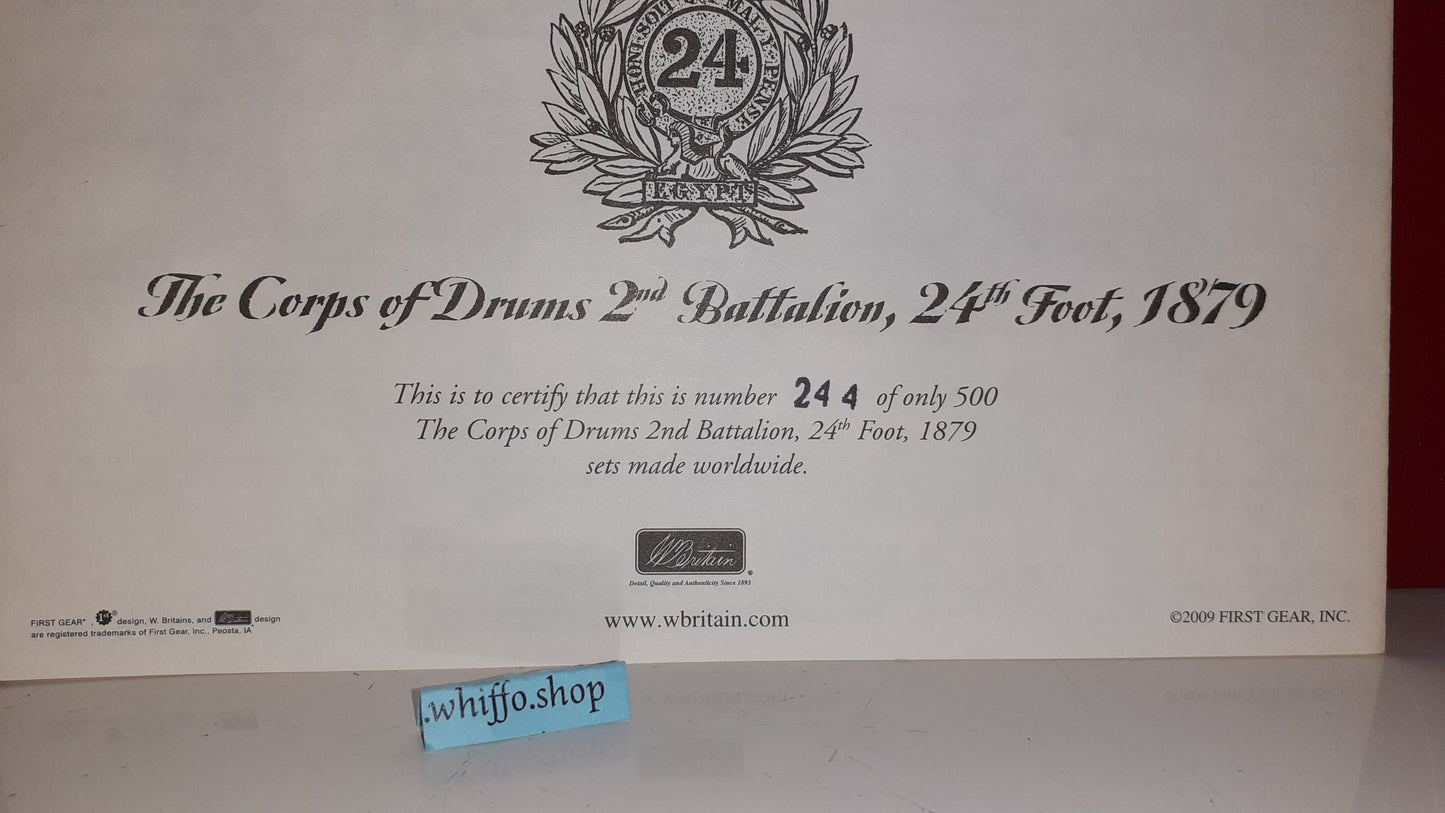 HONI SOIT QUI MAL Y PENSE
24
EGYPT
The Corps of Drums 2nd Battalion, 24th Foot, 1879
This is to certify that this is number 244 of only 500
The Corps of Drums 2nd Battalion, 24th Foot, 1879
sets made worldwide.
W Britain®
Detail, Quality and Authenticity Since 1893
FIRST GEAR®, 1ST® design, W. Britains, and W Britain design
are registered trademarks of First Gear, Inc., Peosta, IA
www.wbritain.com
©2009 FIRST GEAR, INC.
.whiffo.shop